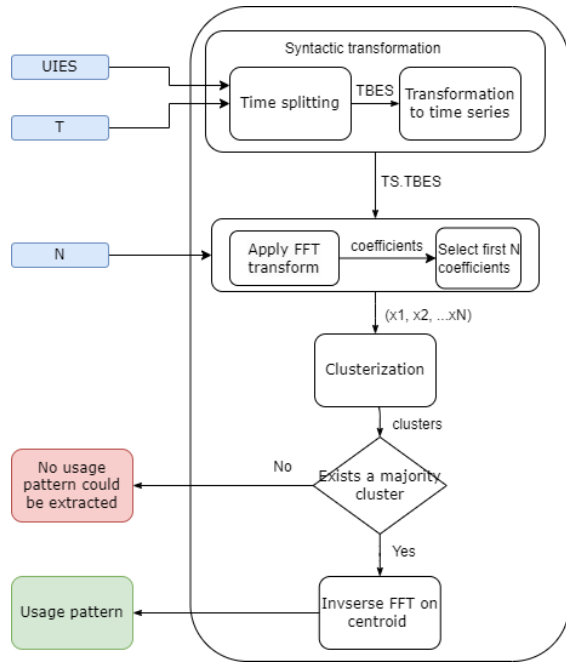 Syntactic transformation
UIES
T
Time splitting
TBES
Transformation
to time series
TS.TBES
N
Apply FFT
transform
coefficients
Select first N
coefficients
(x1, x2, ...xN)
Clusterization
clusters
Exists a majority
cluster
No
No usage
pattern could
be extracted
Yes
Invserse FFT on
centroid
Usage pattern